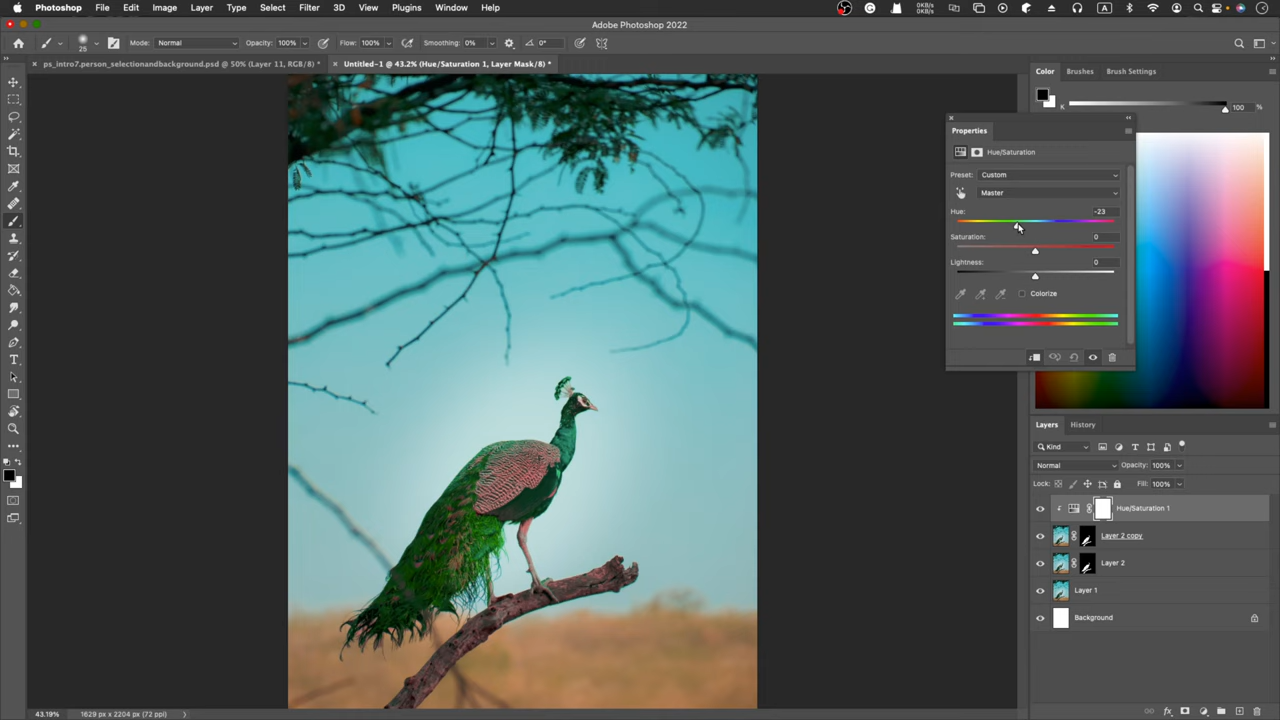 Photoshop File Edit Image Layer Type Select Filter 3D View Plugins Window Help 0KB/s 0KB/s A
Adobe Photoshop 2022
25 Mode: Normal Opacity: 100% Flow: 100% Smoothing: 0% 0°
ps_intro7.person_selectionandbackground.psd @ 50% (Layer 11, RGB/8) * Untitled-1 @ 43.2% (Hue/Saturation 1, Layer Mask/8) *
Color Brushes Brush Settings
K 100 %
Properties
Hue/Saturation
Preset: Custom
Master
Hue: -23
Saturation: 0
Lightness: 0
Colorize
Layers History
Kind
Normal Opacity: 100%
Lock: Fill: 100%
Hue/Saturation 1
Layer 2 copy
Layer 2
Layer 1
Background
43.19% 1629 px x 2204 px (72 ppi)